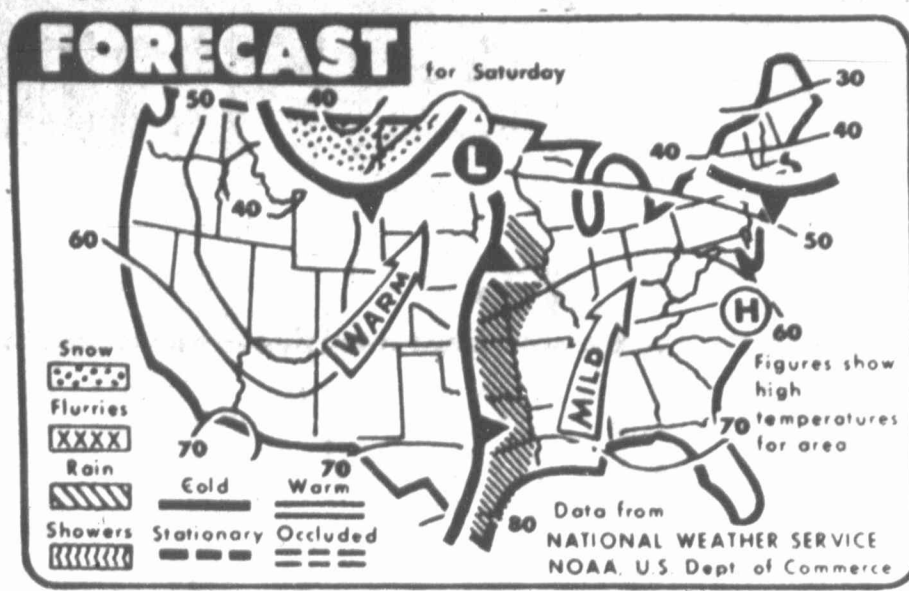 FORECAST
for Saturday
50
40
30
40
40
L
40
60
50
WARM
H
60
MILD
Snow
Flurries
XXXX
Rain
Showers
70
70
Cold
Warm
Stationary
Occluded
80
Figures show
high
70 temperatures
for area
Data from
NATIONAL WEATHER SERVICE
NOAA, U.S. Dept of Commerce